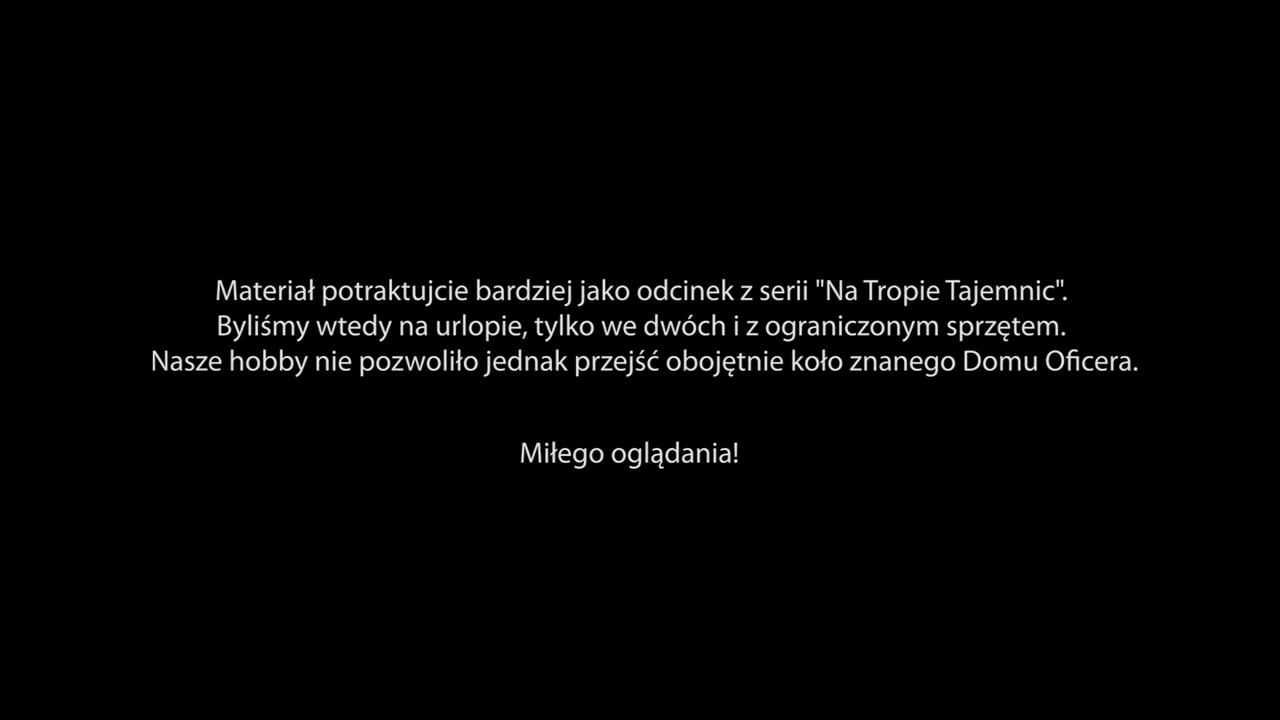 Materiał potraktujcie bardziej jako odcinek z serii "Na Tropie Tajemnic".
Byliśmy wtedy na urlopie, tylko we dwóch i z ograniczonym sprzętem.
Nasze hobby nie pozwoliło jednak przejść obojętnie koło znanego Domu Oficera.
Miłego oglądania!